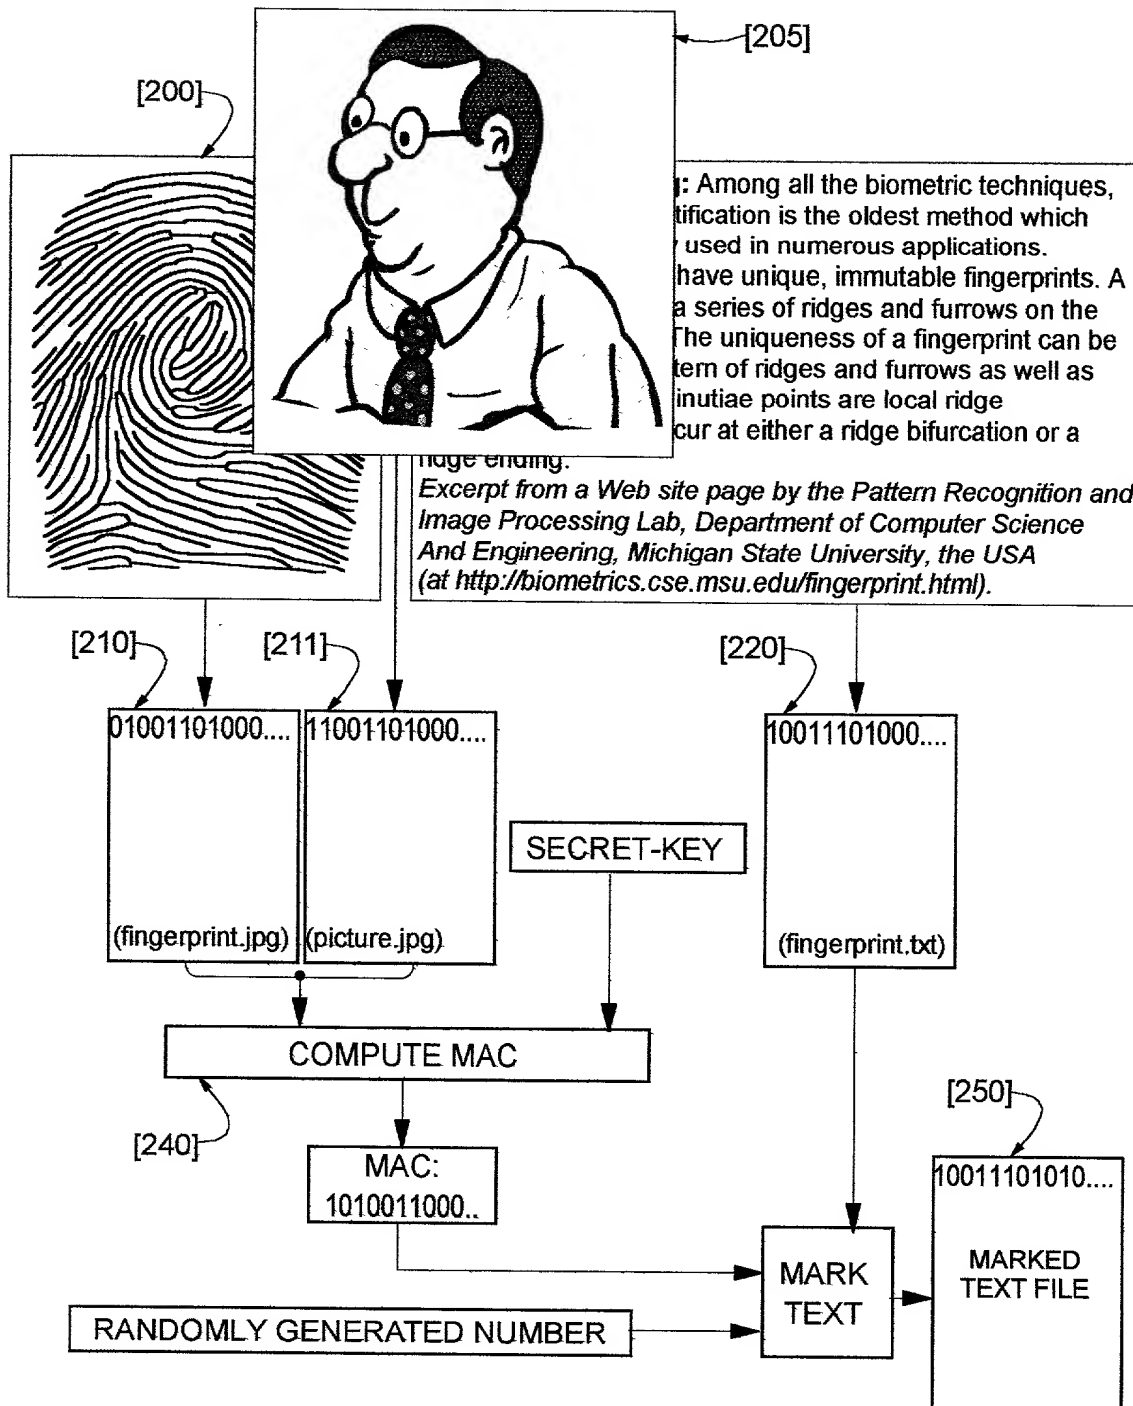 [205]
[200]
: Among all the biometric techniques,
tification is the oldest method which
used in numerous applications.
have unique, immutable fingerprints. A
a series of ridges and furrows on the
The uniqueness of a fingerprint can be
tern of ridges and furrows as well as
inutiae points are local ridge
cur at either a ridge bifurcation or a
ridge ending.
Excerpt from a Web site page by the Pattern Recognition and
Image Processing Lab, Department of Computer Science
And Engineering, Michigan State University, the USA
(at http://biometrics.cse.msu.edu/fingerprint.html).
[210]
[211]
[220]
01001101000....
11001101000....
10011101000....
SECRET-KEY
(fingerprint.jpg)
(picture.jpg)
(fingerprint.txt)
COMPUTE MAC
[240]
[250]
MAC:
1010011000..
10011101010....
MARKED
TEXT FILE
MARK
TEXT
RANDOMLY GENERATED NUMBER